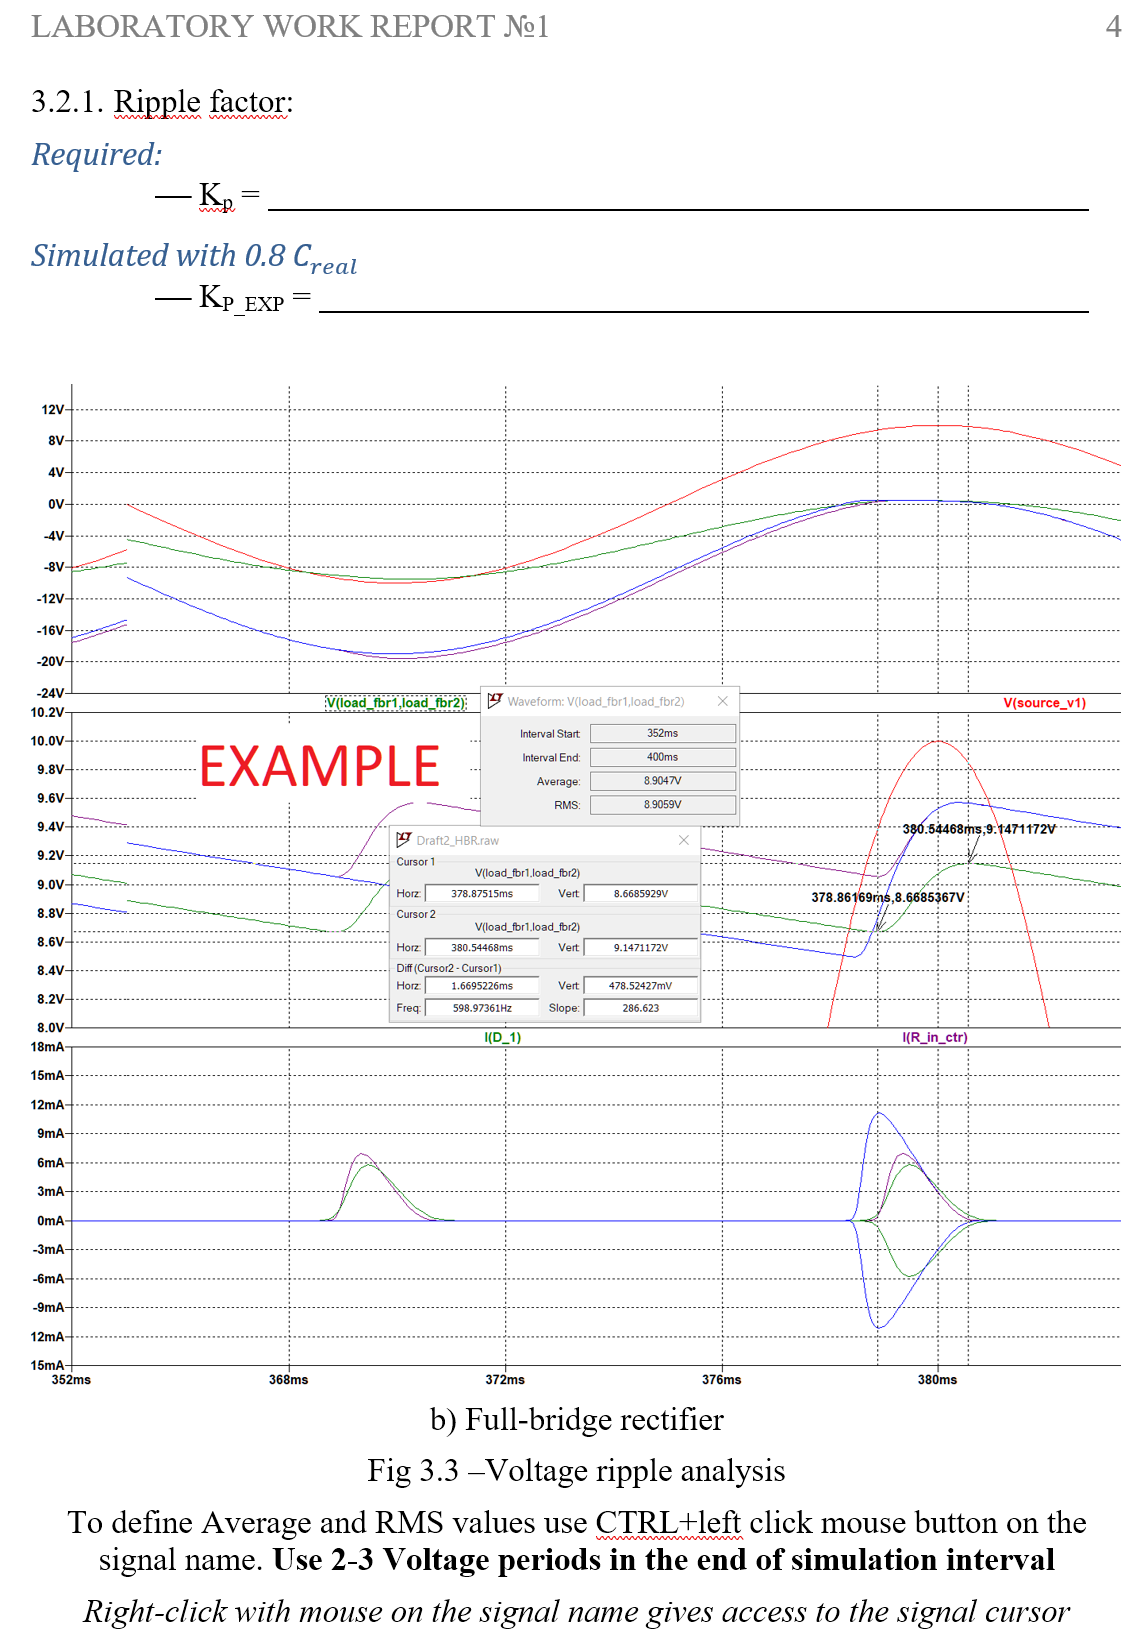 LABORATORY WORK REPORT №1 4
3.2.1. Ripple factor:
Required:
— Kp =
Simulated with 0.8 Creal
— KP_EXP =
12V
8V
4V
0V
-4V
-8V
-12V
-16V
-20V
-24V
V(load_fbr1,load_fbr2)
V(source_v1)
10.2V
10.0V
9.8V
9.6V
9.4V
9.2V
9.0V
8.8V
8.6V
8.4V
8.2V
8.0V
EXAMPLE
Waveform: V(load_fbr1,load_fbr2)
Interval Start: 352ms
Interval End: 400ms
Average: 8.9047V
RMS: 8.9059V
Draft2_HBR.raw
Cursor 1
V(load_fbr1,load_fbr2)
Horz: 378.87515ms Vert: 8.6685929V
Cursor 2
V(load_fbr1,load_fbr2)
Horz: 380.54468ms Vert: 9.1471172V
Diff (Cursor2 - Cursor1)
Horz: 1.6695226ms Vert: 478.52427mV
Freq: 598.97361Hz Slope: 286.623
380.54468ms,9.1471172V
378.86169ms,8.6685367V
I(D_1)
I(R_in_ctr)
18mA
15mA
12mA
9mA
6mA
3mA
0mA
-3mA
-6mA
-9mA
12mA
15mA
352ms 368ms 372ms 376ms 380ms
b) Full-bridge rectifier
Fig 3.3 –Voltage ripple analysis
To define Average and RMS values use CTRL+left click mouse button on the
signal name. Use 2-3 Voltage periods in the end of simulation interval
Right-click with mouse on the signal name gives access to the signal cursor